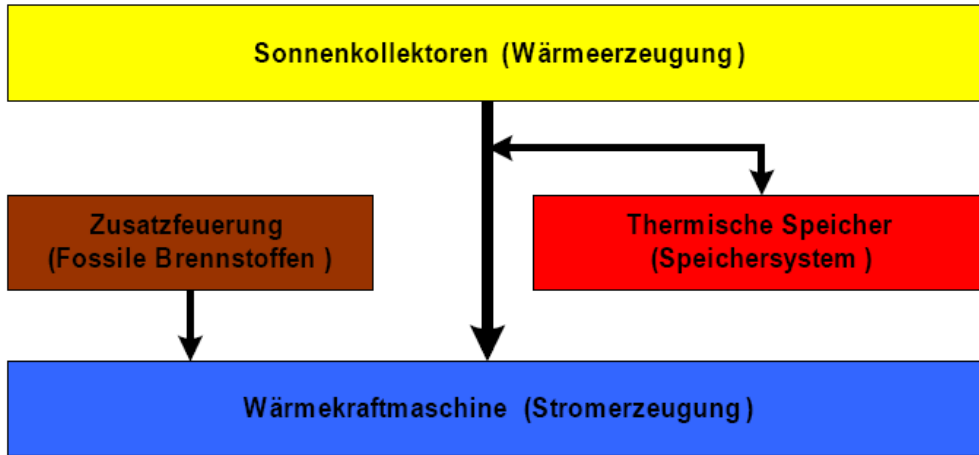 Sonnenkollektoren (Wärmeerzeugung)
Zusatzfeuerung
(Fossile Brennstoffen )
Thermische Speicher
(Speichersystem )
Wärmekraftmaschine (Stromerzeugung)